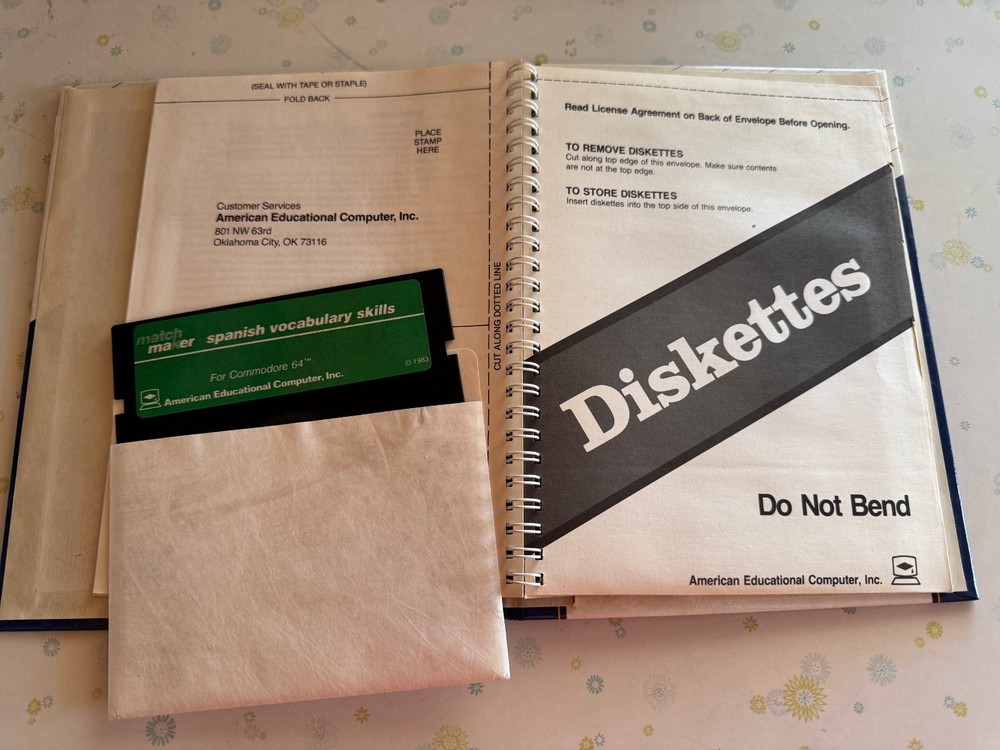 (SEAL WITH TAPE OR STAPLE)
FOLD BACK
PLACE
STAMP
HERE
Customer Services
American Educational Computer, Inc.
801 NW 63rd
Oklahoma City, OK 73116
CUT ALONG DOTTED LINE
match
maker spanish vocabulary skills
For Commodore 64™
© 1983
American Educational Computer, Inc.
Read License Agreement on Back of Envelope Before Opening.
TO REMOVE DISKETTES
Cut along top edge of this envelope. Make sure contents
are not at the top edge.
TO STORE DISKETTES
Insert diskettes into the top side of this envelope.
Diskettes
Do Not Bend
American Educational Computer, Inc.